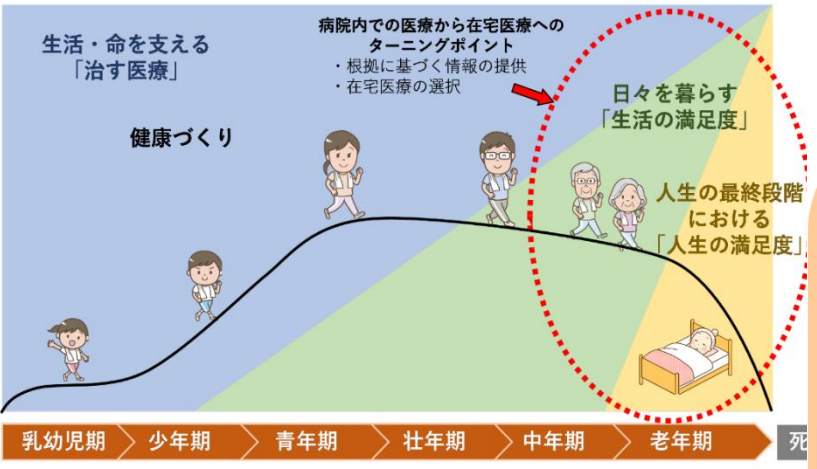 生活・命を支える
「治す医療」
病院内での医療から在宅医療への
ターニングポイント
・根拠に基づく情報の提供
・在宅医療の選択
健康づくり
日々を暮らす
「生活の満足度」
人生の最終段階
における
「人生の満足度」
乳幼児期
少年期
青年期
壮年期
中年期
老年期
死